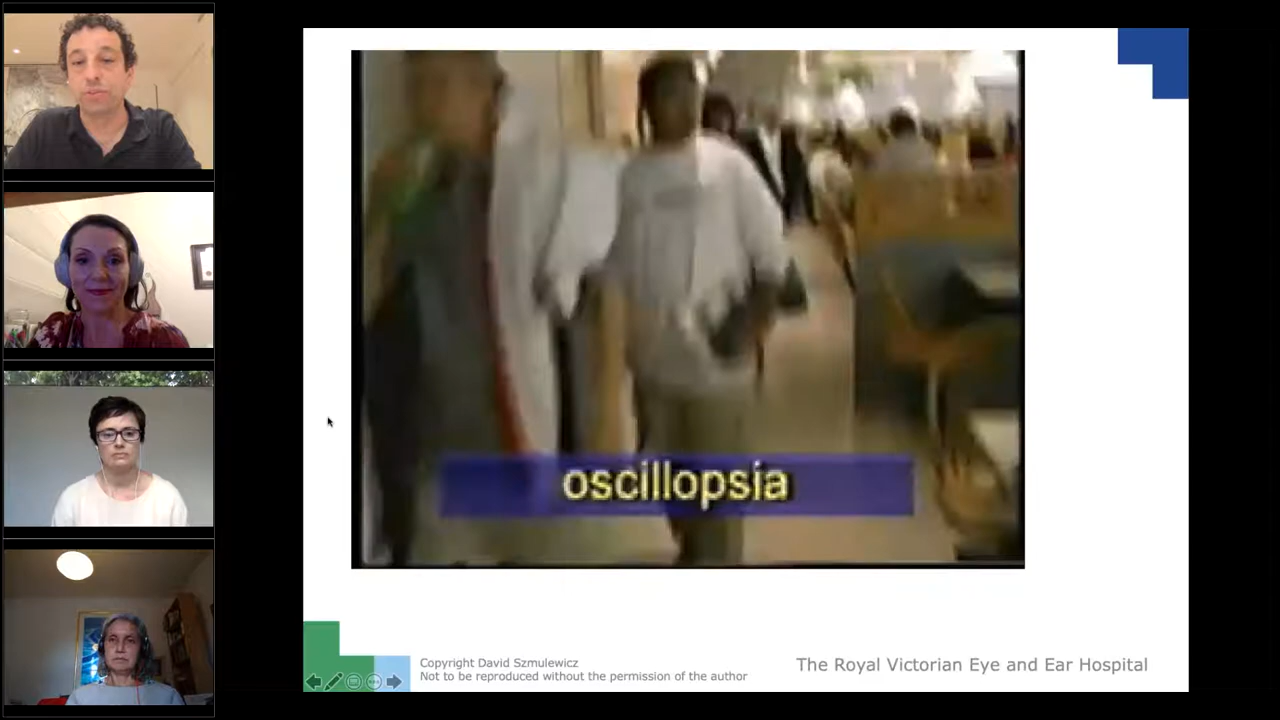 oscillopsia
Copyright David Szmulewicz
Not to be reproduced without the permission of the author
The Royal Victorian Eye and Ear Hospital